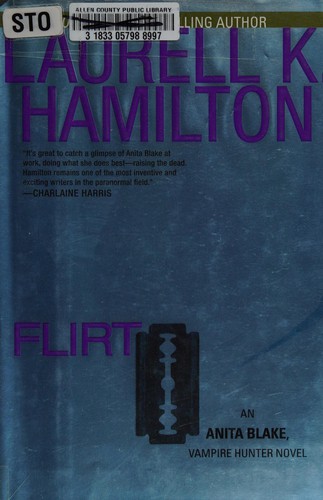 STO
ALLEN COUNTY PUBLIC LIBRARY
3 1833 05798 8997
LLING AUTHOR
LAURELL K
HAMILTON
"It's great to catch a glimpse of Anita Blake at
work, doing what she does best—raising the dead.
Hamilton remains one of the most inventive and
exciting writers in the paranormal field."
—CHARLAINE HARRIS
FLIRT
AN
ANITA BLAKE,
VAMPIRE HUNTER NOVEL